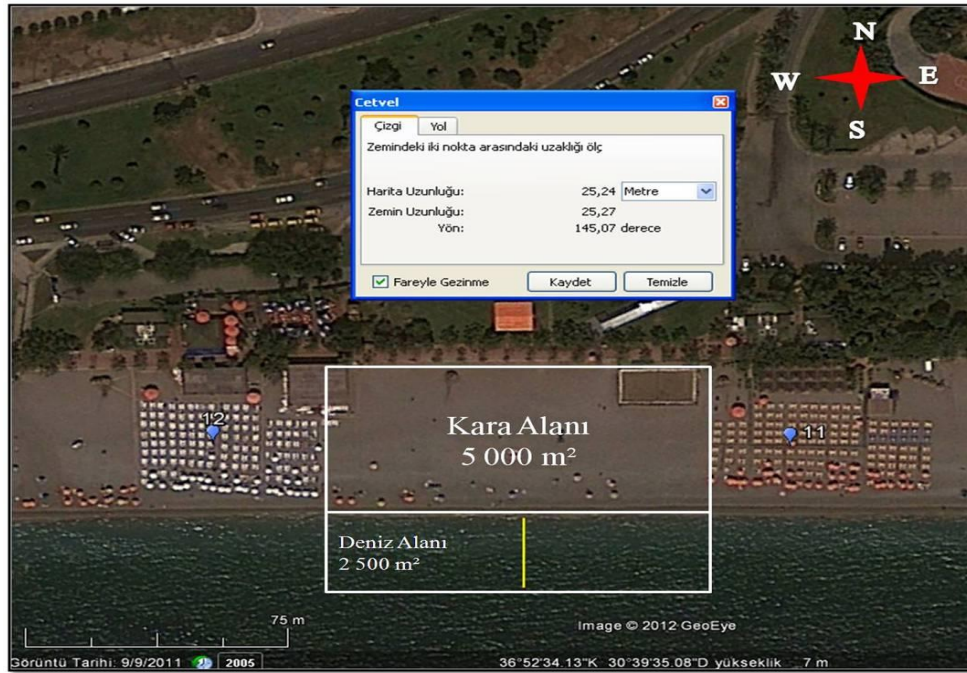 N
W
E
S
Cetvel
Çizgi Yol
Zemindeki iki nokta arasındaki uzaklığı ölç
Harita Uzunluğu: 25,24 Metre
Zemin Uzunluğu: 25,27
Yön: 145,07 derece
Fareyle Gezinme Kaydet Temizle
12
Kara Alanı
5 000 m²
11
Deniz Alanı
2 500 m²
75 m
Image © 2012 GeoEye
Görüntü Tarihi: 9/9/2011 2005
36°52'34.13"K 30°39'35.08"D yükseklik 7 m